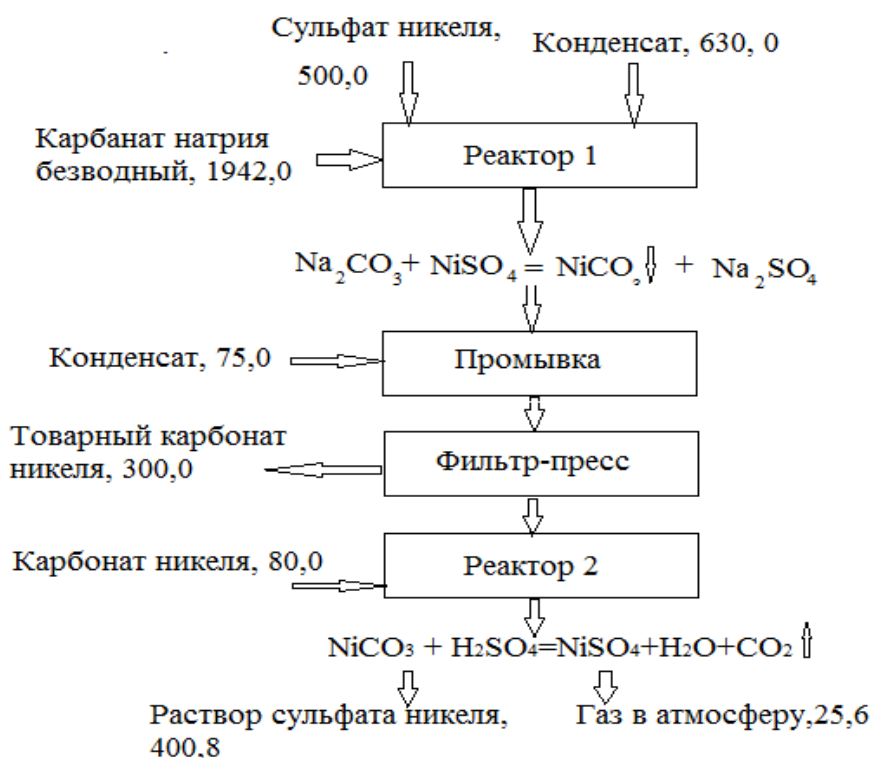 Сульфат никеля,
500,0
Конденсат, 630, 0
Карбанат натрия
безводный, 1942,0
Реактор 1
Na2CO3+ NiSO4 = NiCO3 + Na2SO4
Конденсат, 75,0
Промывка
Товарный карбонат
никеля, 300,0
Фильтр-пресс
Карбонат никеля, 80,0
Реактор 2
NiCO3 + H2SO4=NiSO4+H2O+CO2
Раствор сульфата никеля,
400,8
Газ в атмосферу,25,6